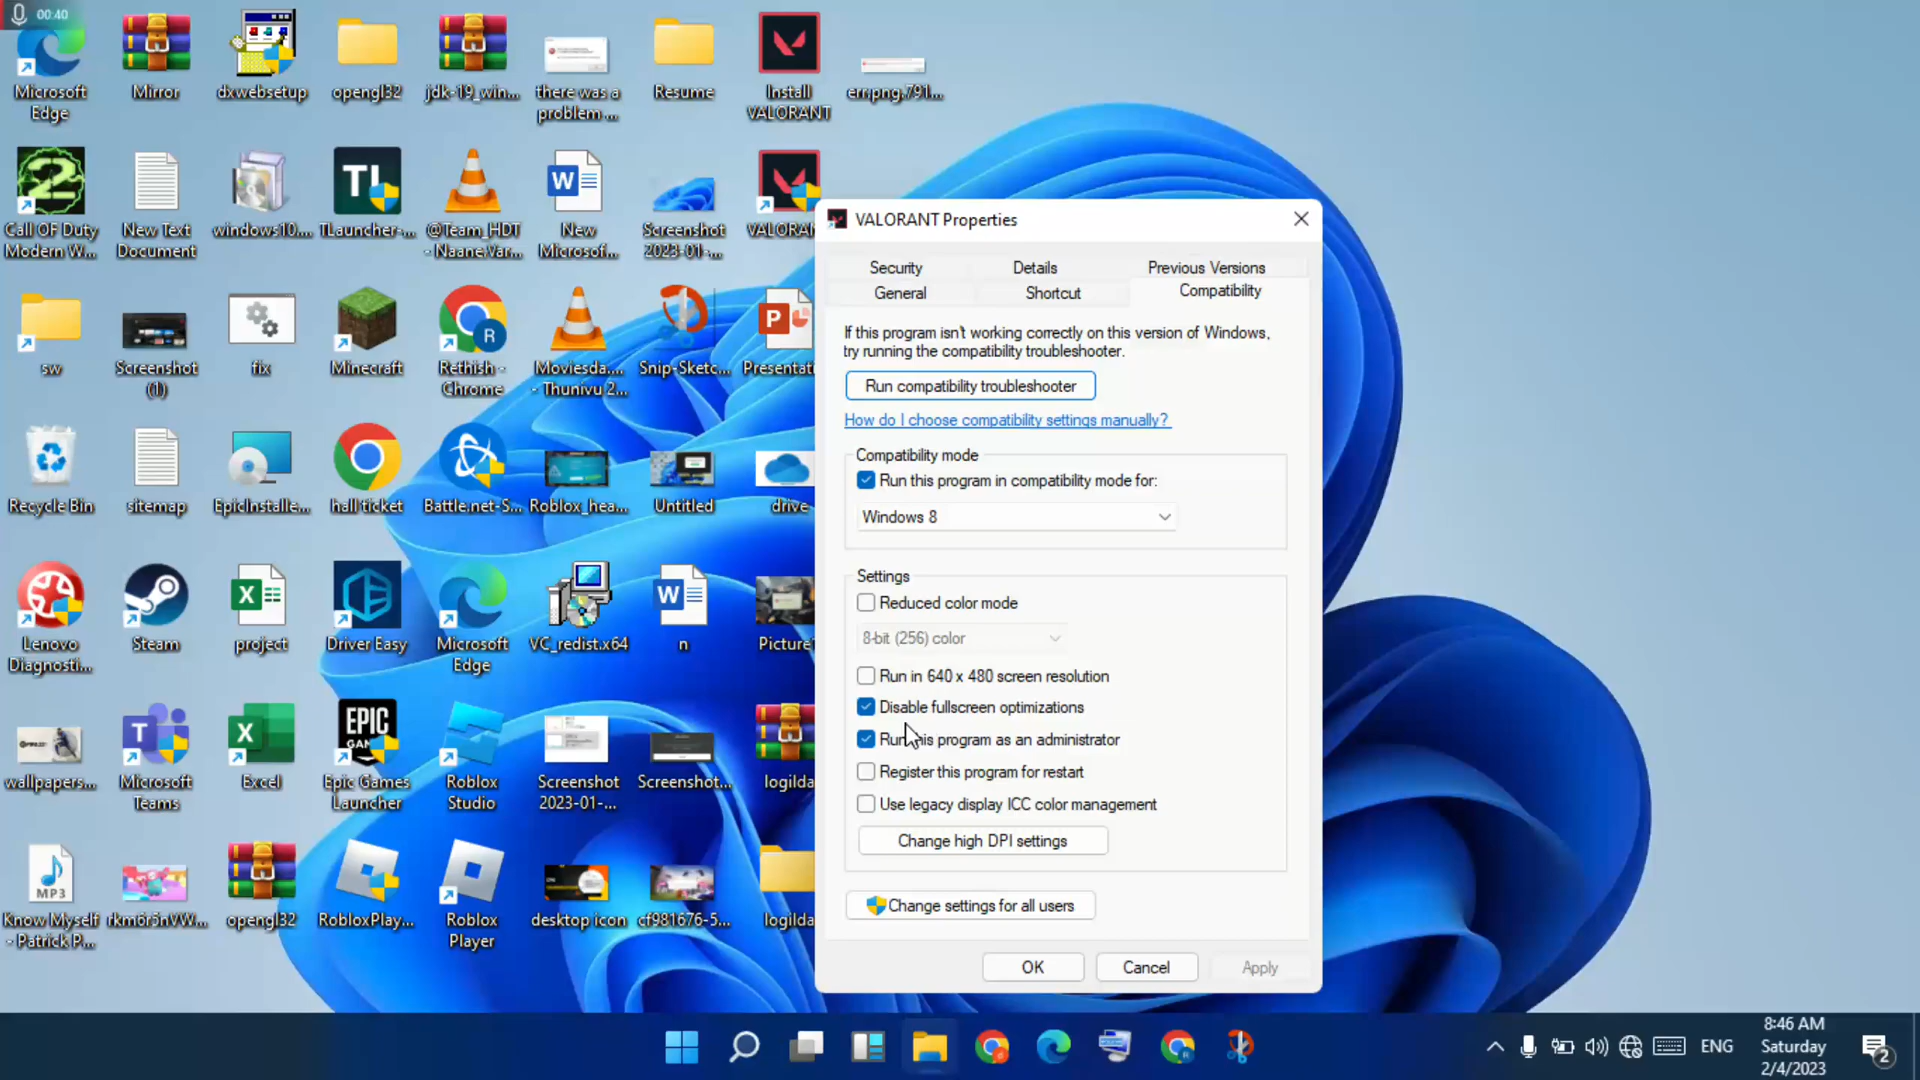 00:40
Microsoft
Edge
Mirror
dxwebsetup
opengl32
jdk-19_win...
there was a
problem ...
Resume
Install
VALORANT
err.png.791...
Call OF Duty
Modern W...
New Text
Document
windows10....
TLauncher-...
@Team_HDT
- Naane Var...
New
Microsof...
Screenshot
2023-01-...
VALORAN
sw
Screenshot
(1)
fix
Minecraft
Rethish -
Chrome
Moviesda....
- Thunivu 2...
Snip-Sketc...
Presentati
Recycle Bin
sitemap
EpicInstalle...
hall ticket
Battle.net-S...
Roblox_hea...
Untitled
drive
Lenovo
Diagnosti...
Steam
project
Driver Easy
Microsoft
Edge
VC_redist.x64
n
Picture1
wallpapers...
Microsoft
Teams
Excel
EPIC
GAM
Epic Games
Launcher
Roblox
Studio
Screenshot
2023-01-...
Screenshot...
logilda
MP3
Know Myself
- Patrick P...
rkm6r5nVW...
opengl32
RobloxPlay...
Roblox
Player
desktop icon
cf981676-5...
logilda
VALORANT Properties
Security
Details
Previous Versions
General
Shortcut
Compatibility
If this program isn't working correctly on this version of Windows,
try running the compatibility troubleshooter.
Run compatibility troubleshooter
How do I choose compatibility settings manually?
Compatibility mode
Run this program in compatibility mode for:
Windows 8
Settings
Reduced color mode
8-bit (256) color
Run in 640 x 480 screen resolution
Disable fullscreen optimizations
Run this program as an administrator
Register this program for restart
Use legacy display ICC color management
Change high DPI settings
Change settings for all users
OK
Cancel
Apply
ENG
8:46 AM
Saturday
2/4/2023
2